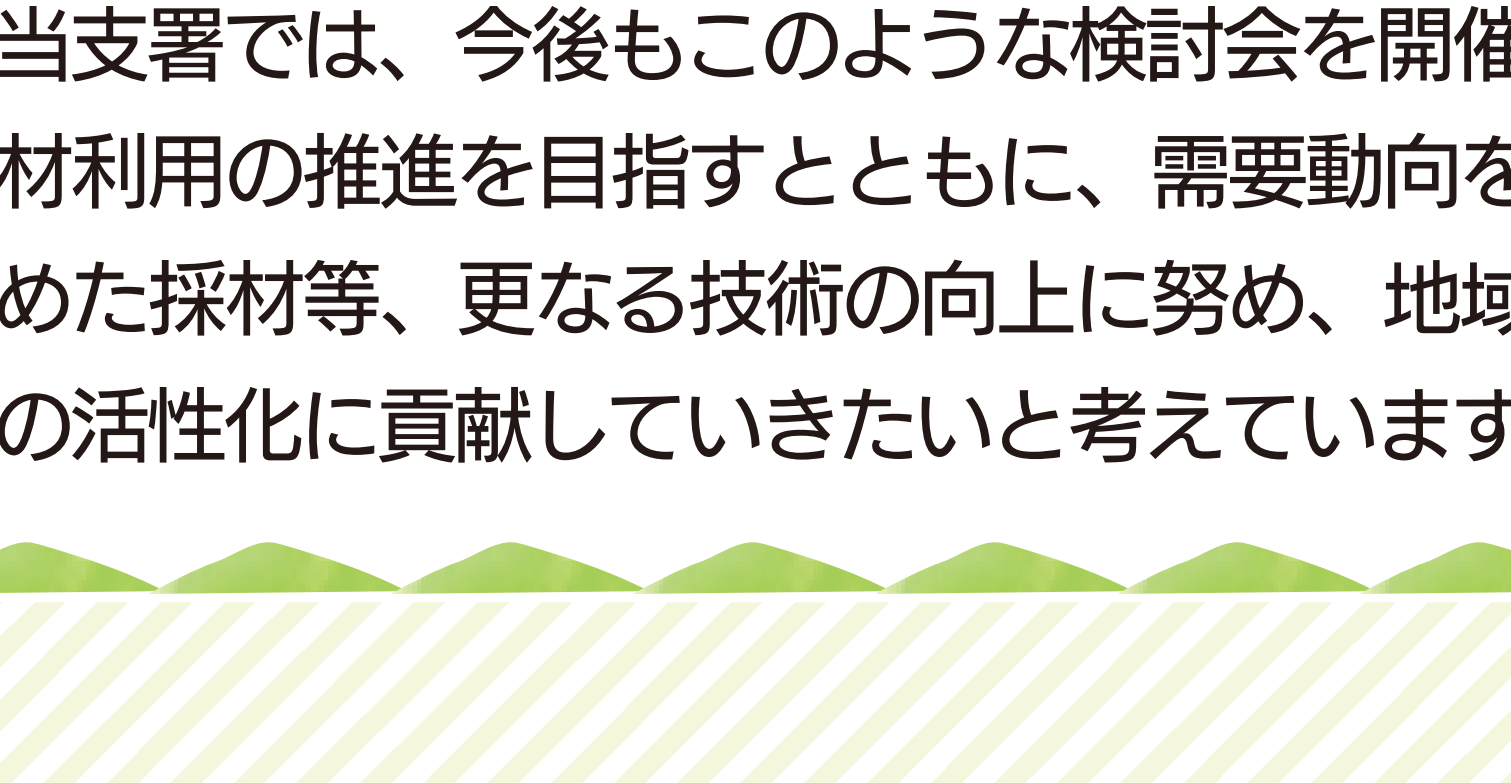 当支署では、今後もこのような検討会を開催
材利用の推進を目指すとともに、需要動向を
めた採材等、更なる技術の向上に努め、地域
の活性化に貢献していきたいと考えています